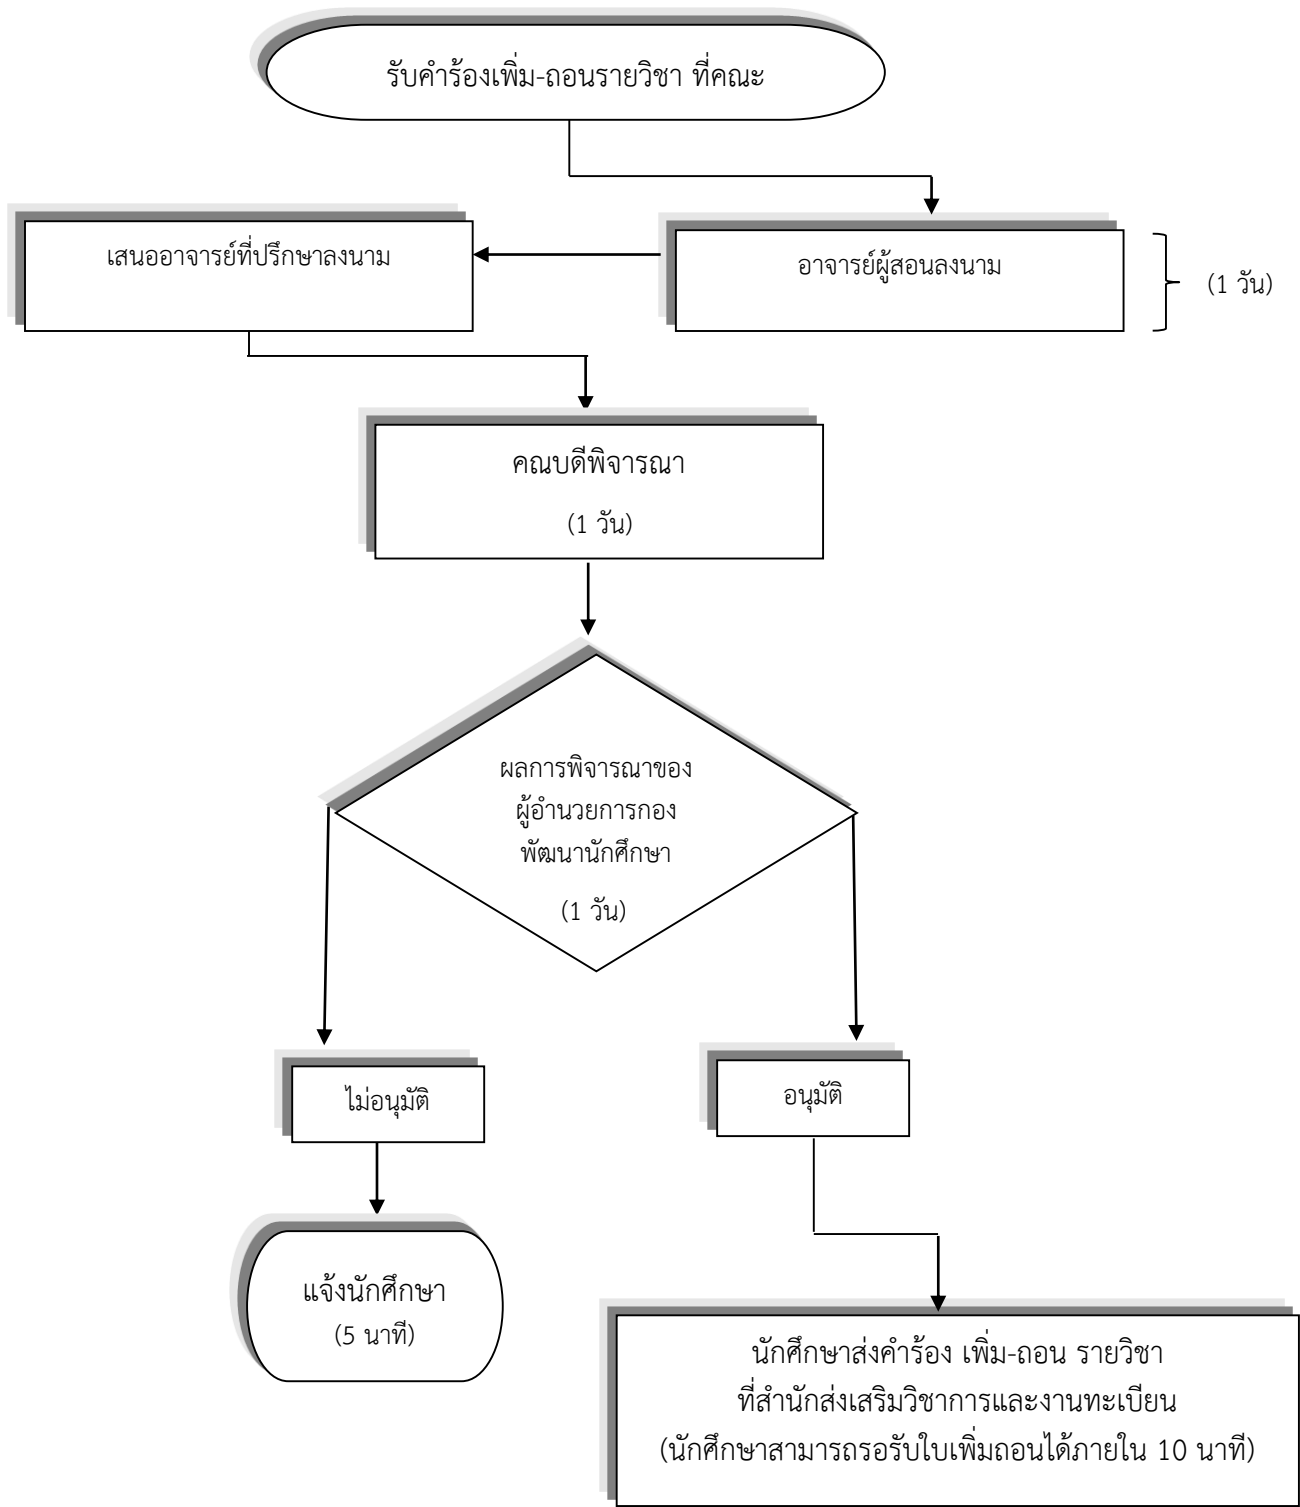 รับคำร้องเพิ่ม-ถอนรายวิชา ที่คณะ
เสนออาจารย์ที่ปรึกษาลงนาม
อาจารย์ผู้สอนลงนาม
(1 วัน)
คณบดีพิจารณา
(1 วัน)
ผลการพิจารณาของ
ผู้อำนวยการกอง
พัฒนานักศึกษา
(1 วัน)
ไม่อนุมัติ
อนุมัติ
แจ้งนักศึกษา
(5 นาที)
นักศึกษาส่งคำร้อง เพิ่ม-ถอน รายวิชา
ที่สำนักส่งเสริมวิชาการและงานทะเบียน
(นักศึกษาสามารถรอรับใบเพิ่มถอนได้ภายใน 10 นาที)